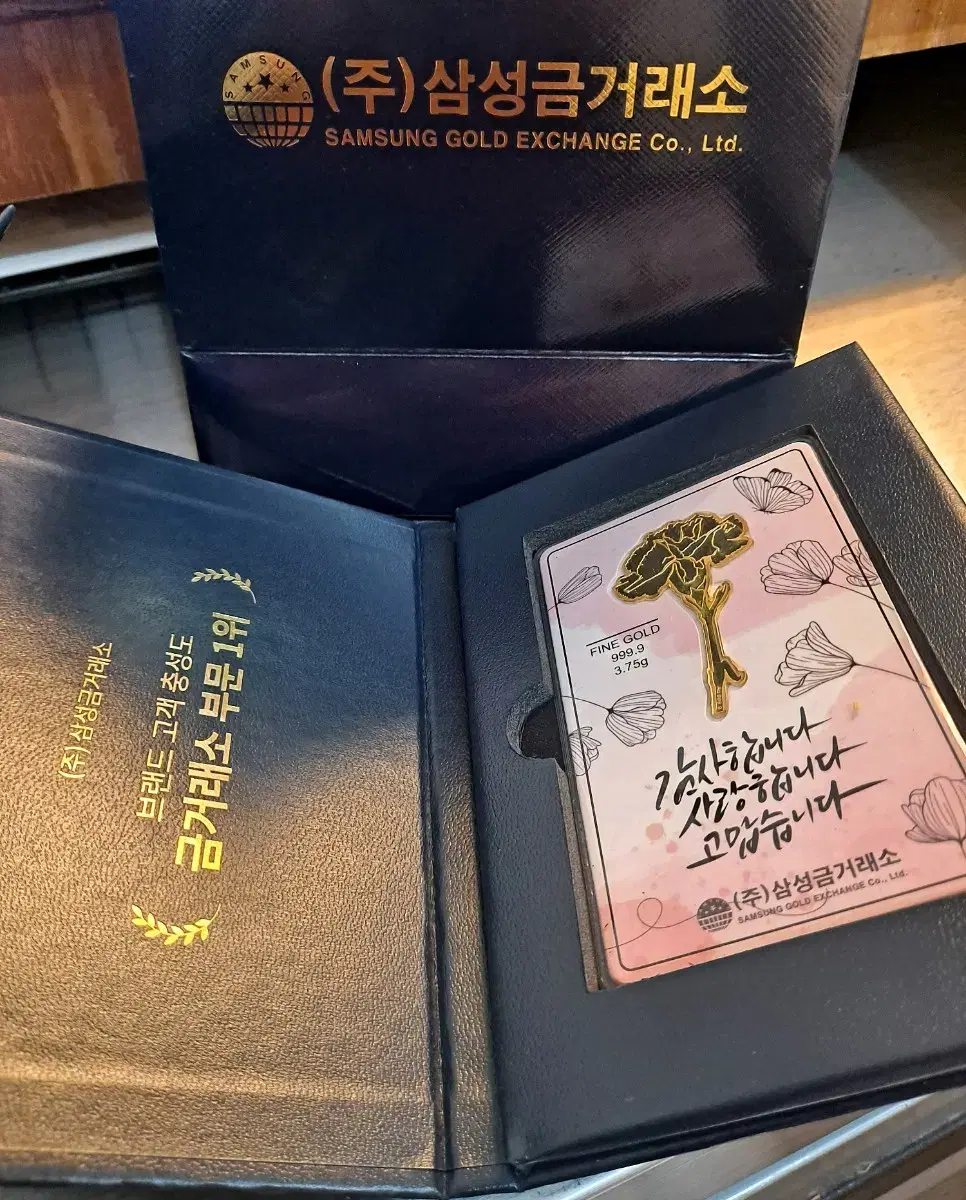 SAMSUNG
(주)삼성금거래소
SAMSUNG GOLD EXCHANGE Co., Ltd.
(주)삼성금거래소
브랜드 고객 충성도
금거래소 부문 1위
FINE GOLD
999.9
3.75g
감사합니다
사랑합니다
고맙습니다
(주)삼성금거래소
SAMSUNG GOLD EXCHANGE Co., Ltd.